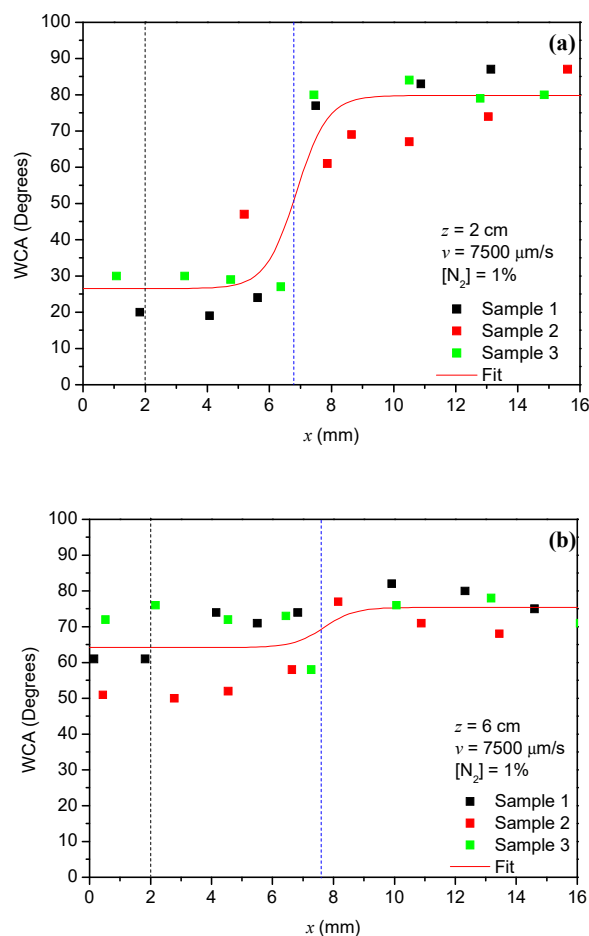 (a)
100
90
80
70
60
50
40
30
20
10
0
WCA (Degrees)
z = 2 cm
v = 7500 μm/s
[N₂] = 1%
Sample 1
Sample 2
Sample 3
Fit
0 2 4 6 8 10 12 14 16
x (mm)
(b)
100
90
80
70
60
50
40
30
20
10
0
WCA (Degrees)
z = 6 cm
v = 7500 μm/s
[N₂] = 1%
Sample 1
Sample 2
Sample 3
Fit
0 2 4 6 8 10 12 14 16
x (mm)